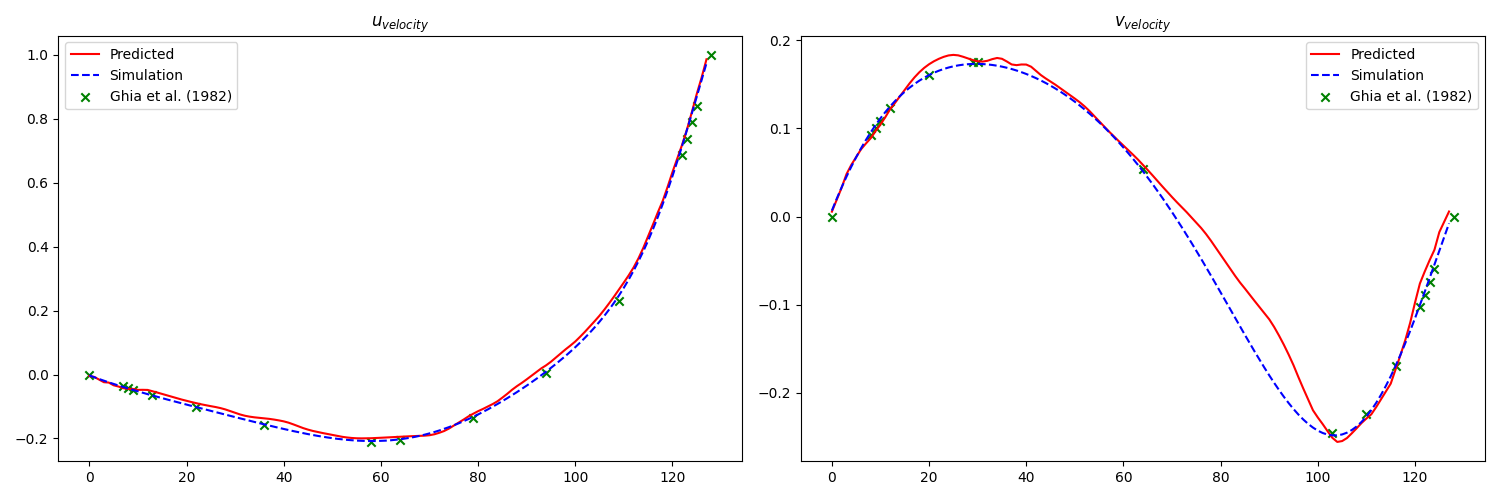 u_velocity
Predicted
Simulation
Ghia et al. (1982)
1.0
0.8
0.6
0.4
0.2
0.0
−0.2
0 20 40 60 80 100 120
v_velocity
Predicted
Simulation
Ghia et al. (1982)
0.2
0.1
0.0
−0.1
−0.2
0 20 40 60 80 100 120